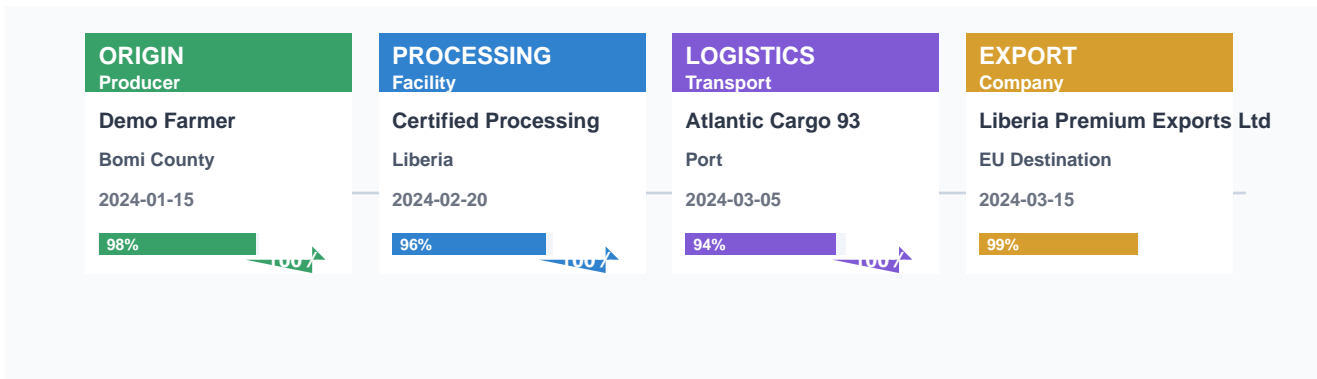 ORIGIN
Producer
Demo Farmer
Bomi County
2024-01-15
98%
PROCESSING
Facility
Certified Processing
Liberia
2024-02-20
96%
LOGISTICS
Transport
Atlantic Cargo 93
Port
2024-03-05
94%
EXPORT
Company
Liberia Premium Exports Ltd
EU Destination
2024-03-15
99%